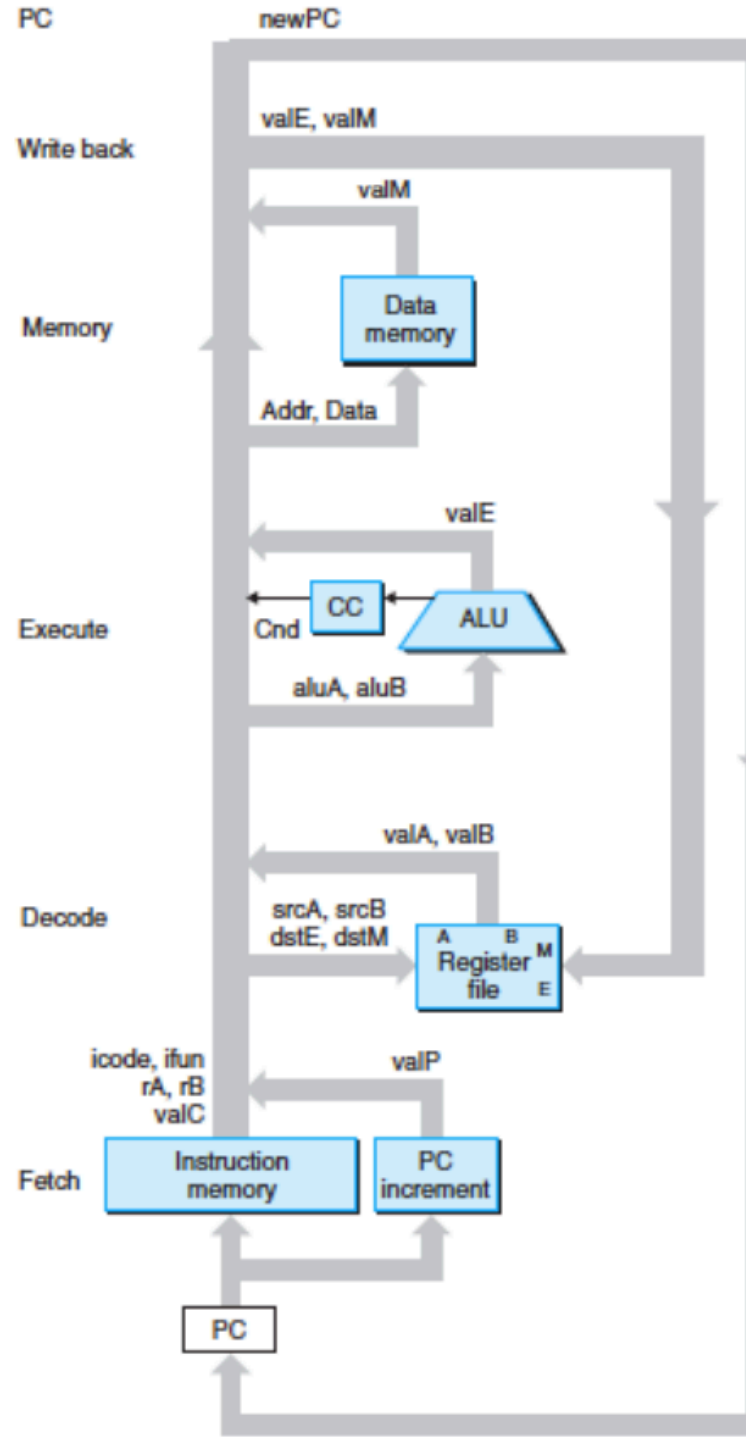 PC
newPC
valE, valM
Write back
valM
Data
memory
Memory
Addr, Data
valE
CC
ALU
Cnd
Execute
aluA, aluB
valA, valB
Decode
srcA, srcB
dstE, dstM
A B
Register M
file E
icode, ifun
rA, rB
valC
valP
Fetch
Instruction
memory
PC
increment
PC